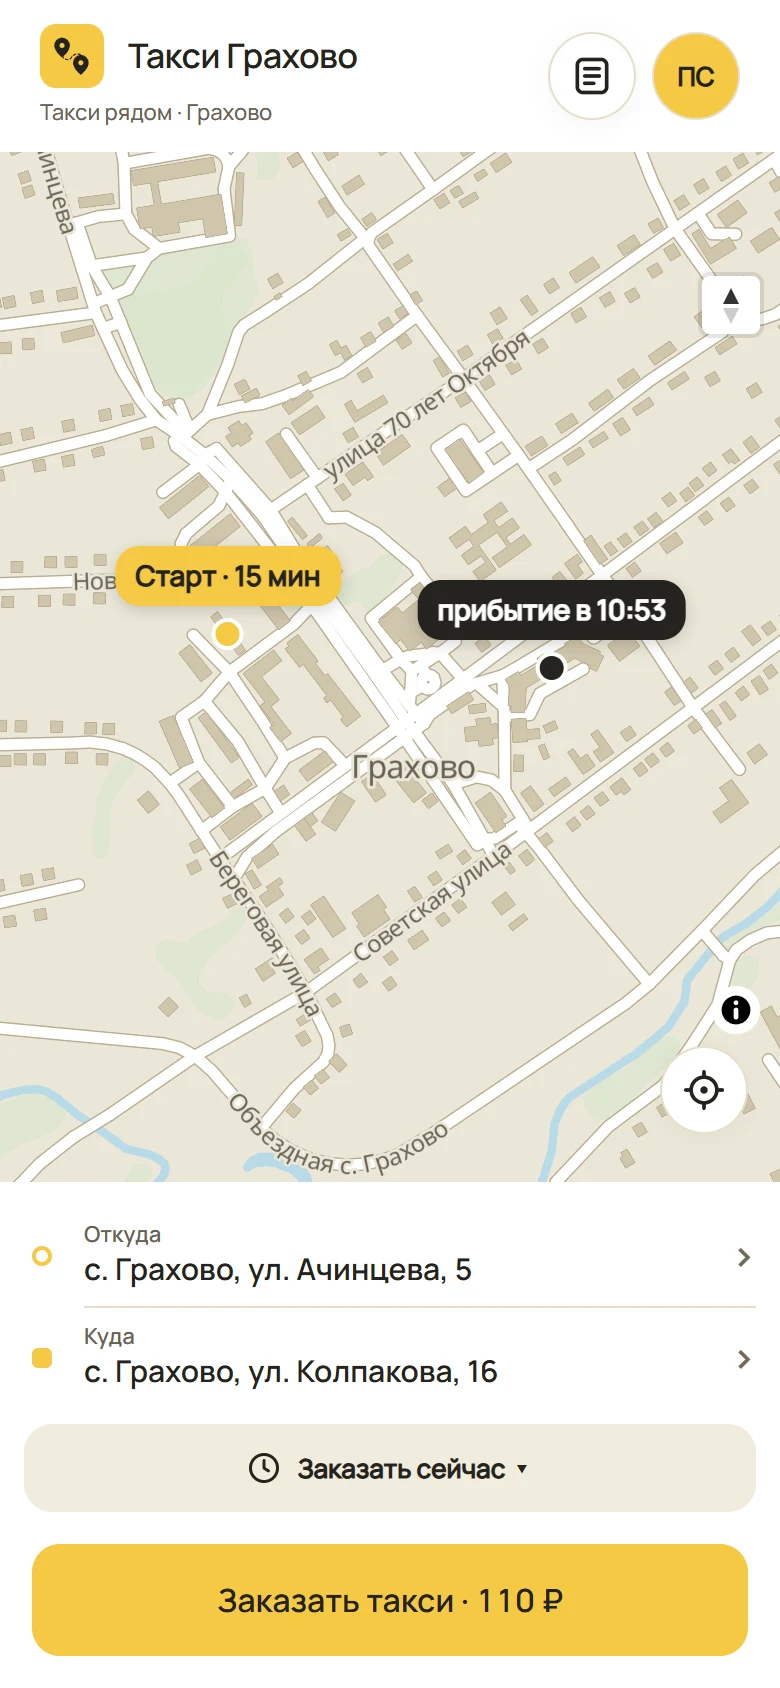 Такси Грахово
Такси рядом · Грахово
ПС
улица 70 лет Октября
Старт · 15 мин
прибытие в 10:53
Грахово
Береговая улица
Советская улица
Объездная с. Грахово
Откуда
с. Грахово, ул. Ачинцева, 5
Куда
с. Грахово, ул. Колпакова, 16
Заказать сейчас
Заказать такси · 110 ₽